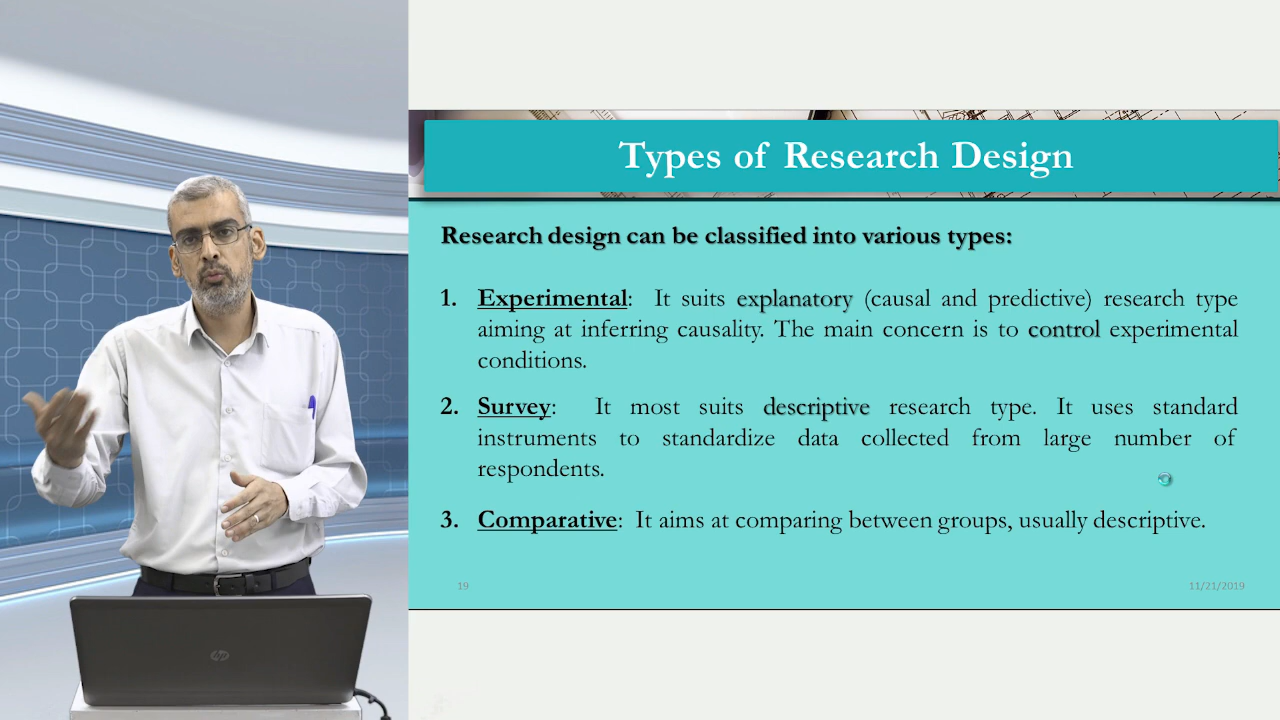 Types of Research Design
Research design can be classified into various types:
1. Experimental: It suits explanatory (causal and predictive) research type
aiming at inferring causality. The main concern is to control experimental
conditions.
2. Survey: It most suits descriptive research type. It uses standard
instruments to standardize data collected from large number of
respondents.
3. Comparative: It aims at comparing between groups, usually descriptive.
19
11/21/2019
hp